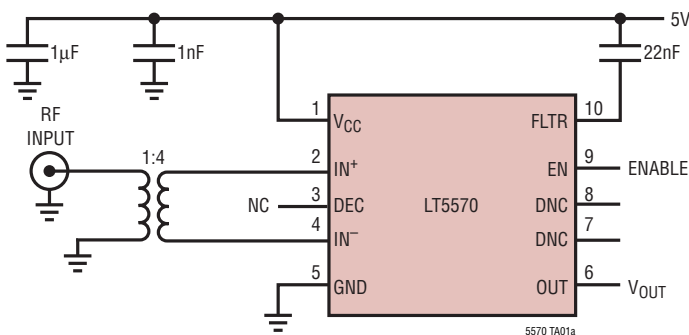 5V
1µF
1nF
22nF
RF
INPUT
1:4
1
V_CC
FLTR
10
2
IN+
EN
9
ENABLE
NC
3
DEC
LT5570
DNC
8
4
IN−
DNC
7
5
GND
OUT
6
V_OUT
5570 TA01a